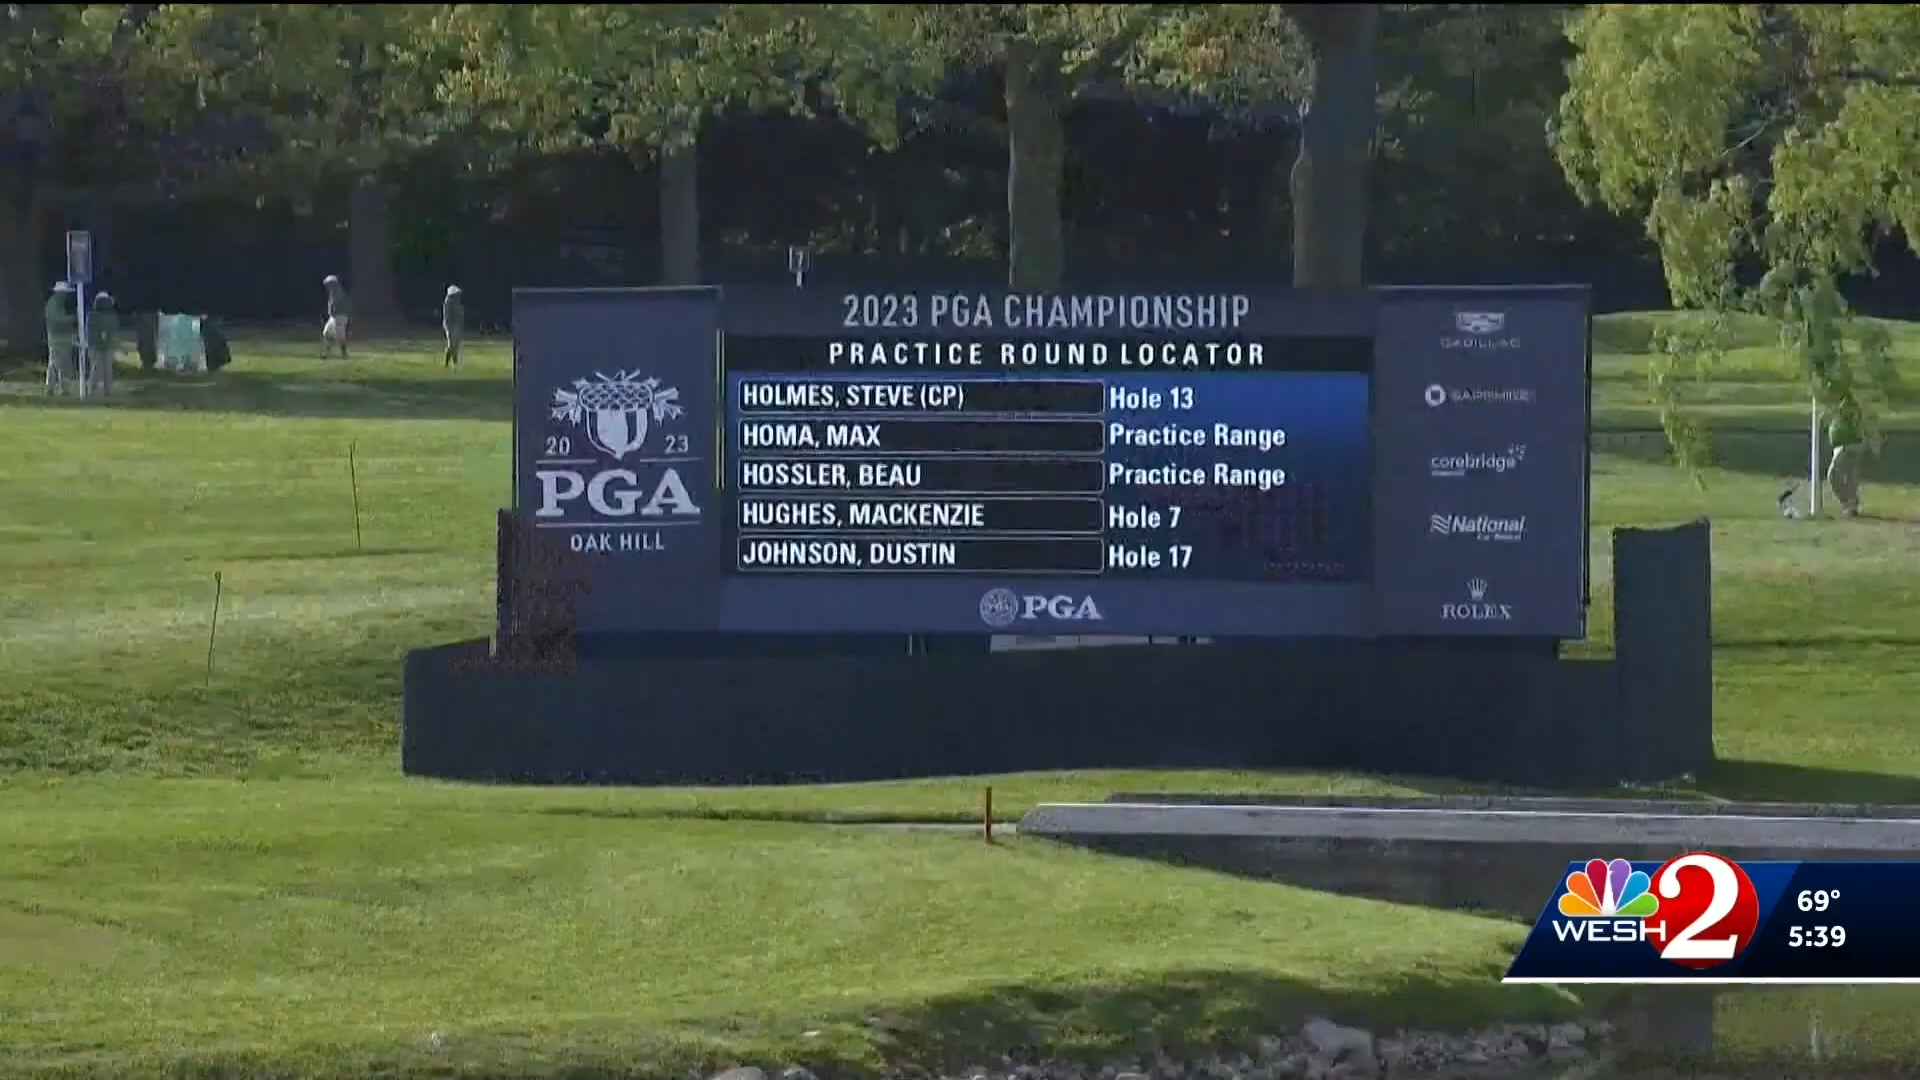 7
2023 PGA CHAMPIONSHIP
PRACTICE ROUND LOCATOR
HOLMES, STEVE (CP) Hole 13
HOMA, MAX Practice Range
HOSSLER, BEAU Practice Range
HUGHES, MACKENZIE Hole 7
JOHNSON, DUSTIN Hole 17
PGA
20 23
PGA
OAK HILL
CADILLAC
SAPPHIRE
corebridge
National
ROLEX
WESH 2
69°
5:39